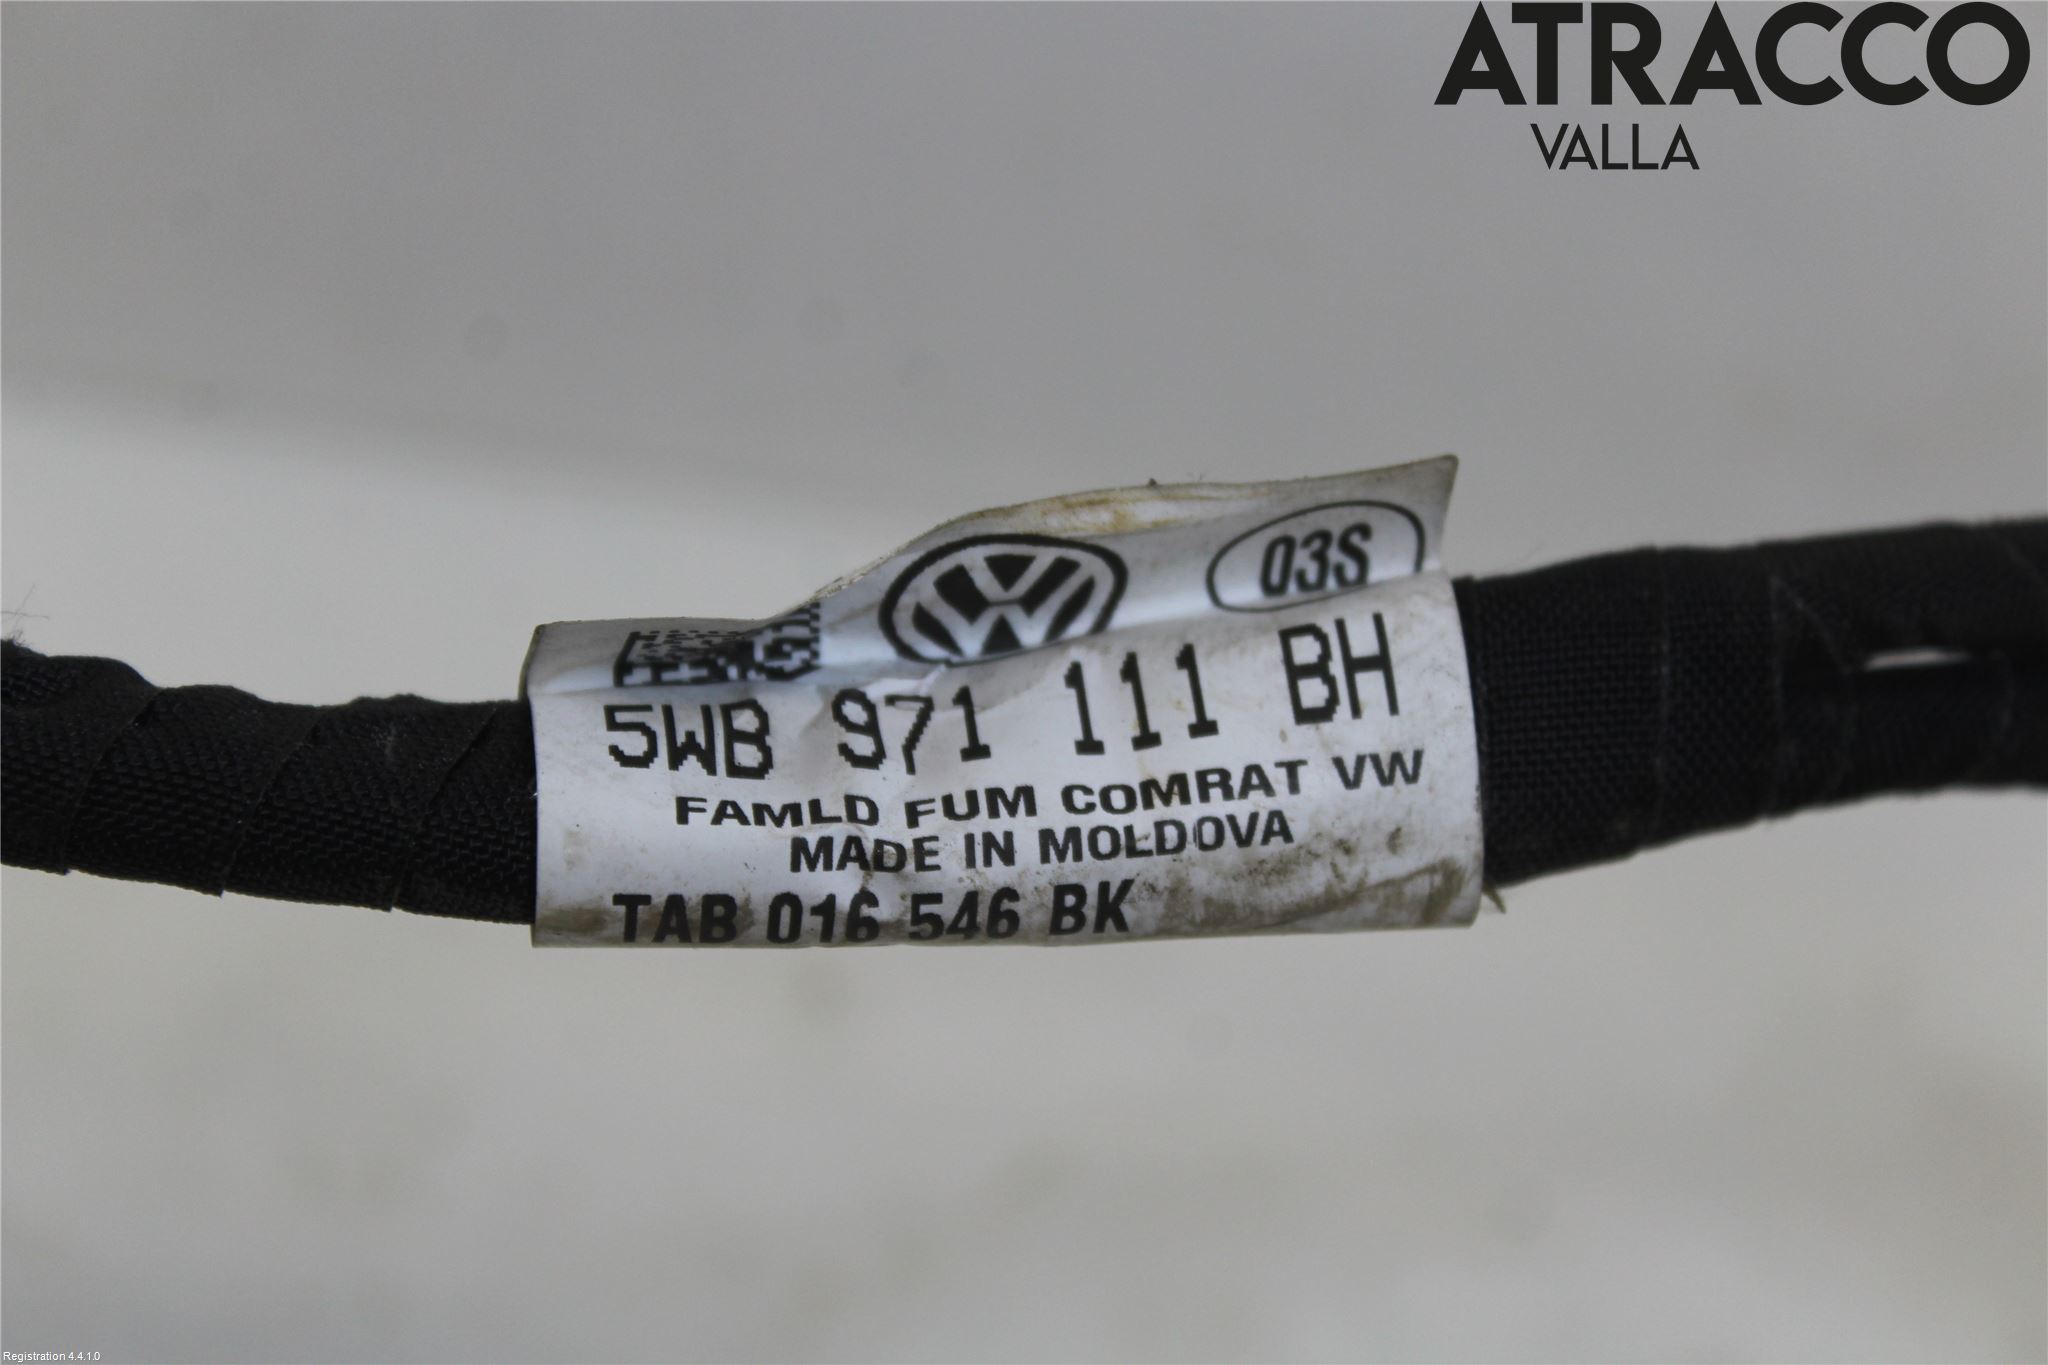 ATRACCO
VALLA
03S
5WB 971 111 BH
FAMLD FUM COMRAT VW
MADE IN MOLDOVA
TAB 016 546 BK
Registration 4.4.1.0